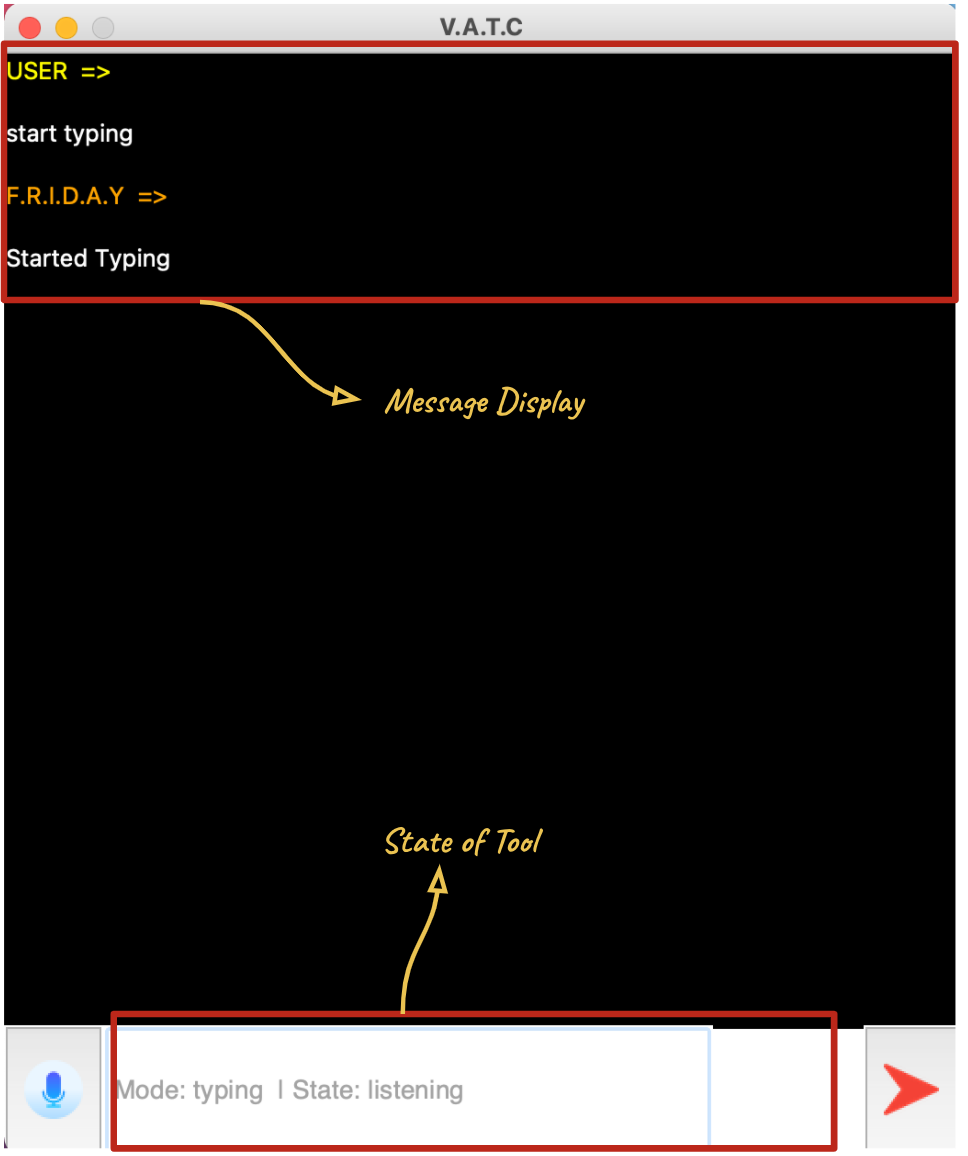 V.A.T.C
USER =>
start typing
F.R.I.D.A.Y =>
Started Typing
Message Display
State of Tool
Mode: typing | State: listening